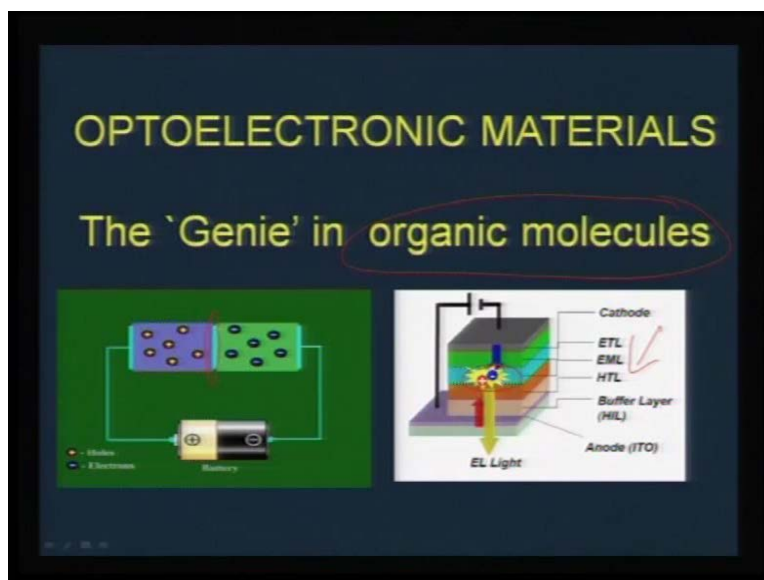 OPTOELECTRONIC MATERIALS
The `Genie' in organic molecules
- Holes
- Electrons
Battery
Cathode
ETL
EML
HTL
Buffer Layer
(HIL)
Anode (ITO)
EL Light